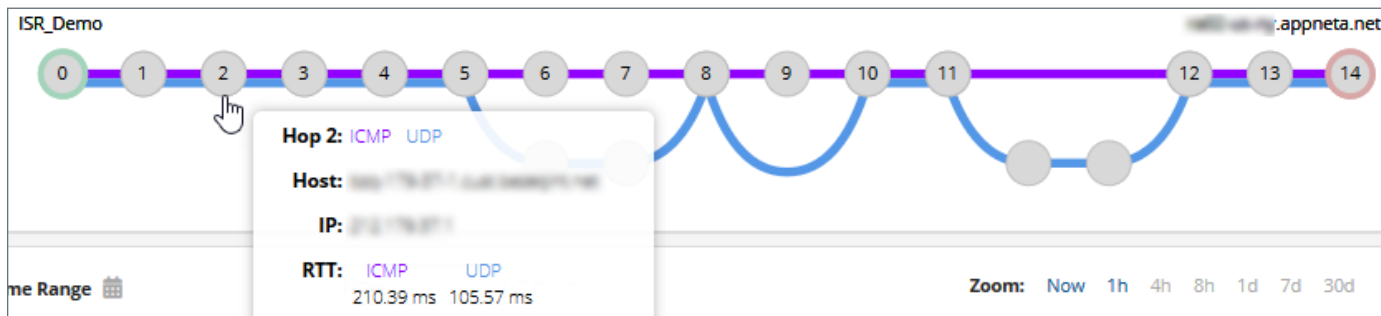 ISR_Demo .appneta.net
0 1 2 3 4 5 6 7 8 9 10 11 12 13 14
Hop 2: ICMP UDP
Host:
IP:
RTT: ICMP UDP
210.39 ms 105.57 ms
me Range Zoom: Now 1h 4h 8h 1d 7d 30d